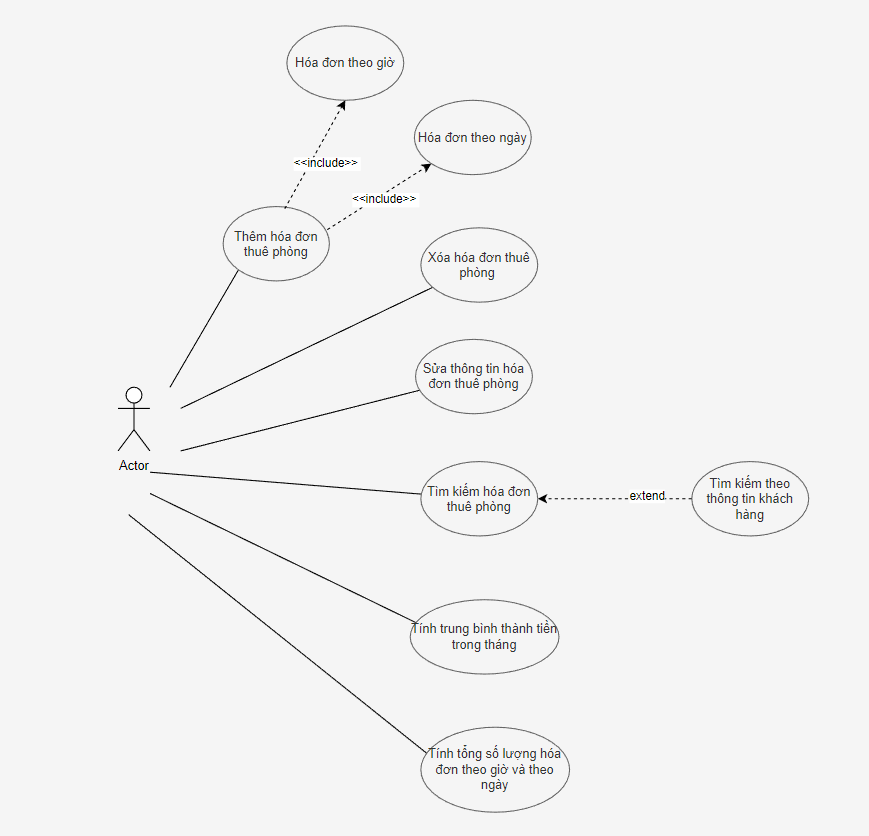 Hóa đơn theo giờ
Hóa đơn theo ngày
<<include>>
<<include>>
Thêm hóa đơn
thuê phòng
Xóa hóa đơn thuê
phòng
Sửa thông tin hóa
đơn thuê phòng
Actor
Tìm kiếm hóa đơn
thuê phòng
extend
Tìm kiếm theo
thông tin khách
hàng
Tính trung bình thành tiền
trong tháng
Tính tổng số lượng hóa
đơn theo giờ và theo
ngày